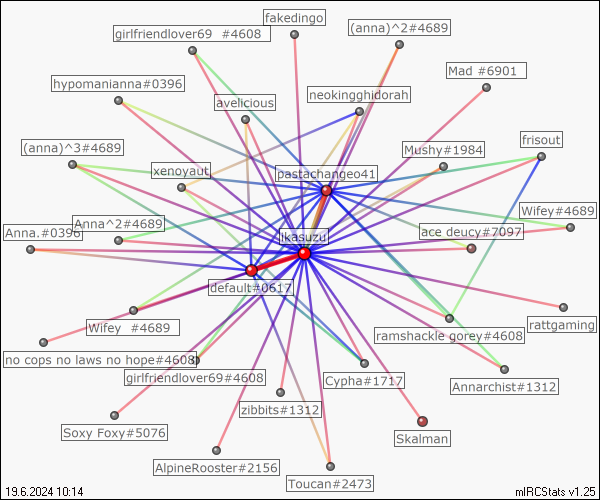 fakedingo
girlfriendlover69 #4608
(anna)^2#4689
Mad #6901
hypomanianna#0396
neokingghidorah
avelicious
frisout
(anna)^3#4689
Mushy#1984
xenoyaut
pastachangeo41
Wifey#4689
Anna^2#4689
Anna.#0396
ace deucy#7097
likasuzu
default#0617
Wifey #4689
rattgaming
ramshackle gorey#4608
no cops no laws no hope#4608
girlfriendlover69#4608
Cypha#1717
Annarchist#1312
zibbits#1312
Soxy Foxy#5076
Skalman
AlpineRooster#2156
Toucan#2473
19.6.2024 10:14
mIRCStats v1.25